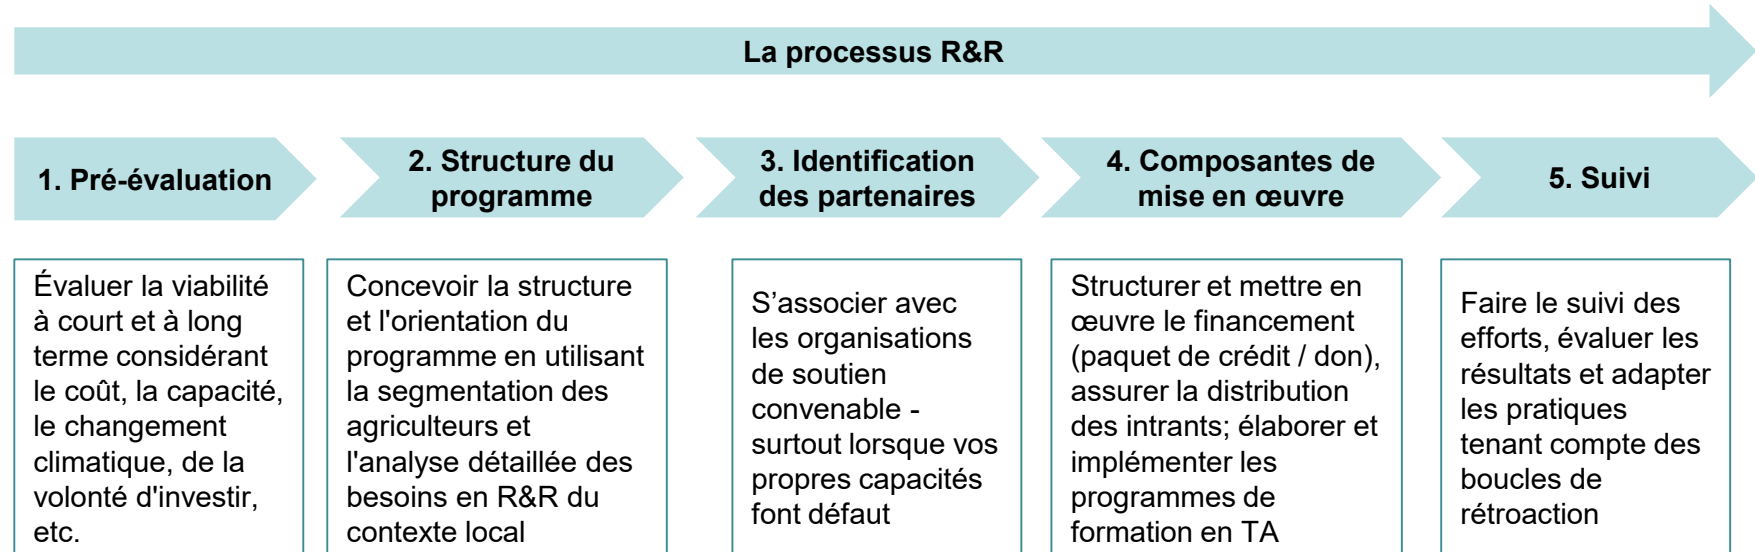 La processus R&R
1. Pré-évaluation
2. Structure du
programme
3. Identification
des partenaires
4. Composantes de
mise en œuvre
5. Suivi
Évaluer la viabilité
à court et à long
terme considérant
le coût, la capacité,
le changement
climatique, de la
volonté d'investir,
etc.
Concevoir la structure
et l'orientation du
programme en utilisant
la segmentation des
agriculteurs et
l'analyse détaillée des
besoins en R&R du
contexte local
S’associer avec
les organisations
de soutien
convenable -
surtout lorsque vos
propres capacités
font défaut
Structurer et mettre en
œuvre le financement
(paquet de crédit / don),
assurer la distribution
des intrants; élaborer et
implémenter les
programmes de
formation en TA
Faire le suivi des
efforts, évaluer les
résultats et adapter
les pratiques
tenant compte des
boucles de
rétroaction